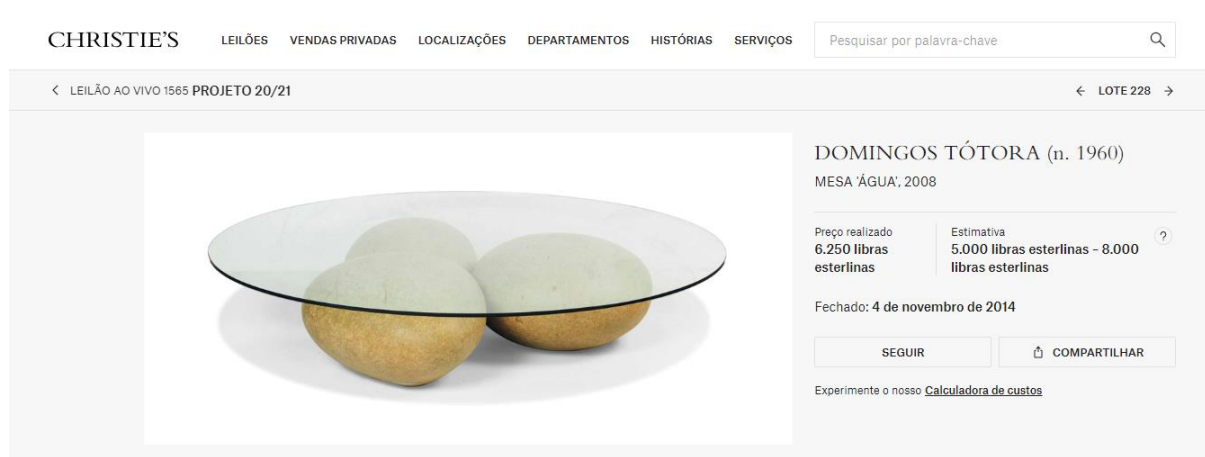 CHRISTIE'S LEILÕES VENDAS PRIVADAS LOCALIZAÇÕES DEPARTAMENTOS HISTÓRIAS SERVIÇOS Pesquisar por palavra-chave
LEILÃO AO VIVO 1565 PROJETO 20/21
LOTE 228
DOMINGOS TÓTORA (n. 1960)
MESA 'ÁGUA', 2008
Preço realizado
6.250 libras
esterlinas
Estimativa
5.000 libras esterlinas - 8.000
libras esterlinas
?
Fechado: 4 de novembro de 2014
SEGUIR
COMPARTILHAR
Experimente o nosso Calculadora de custos